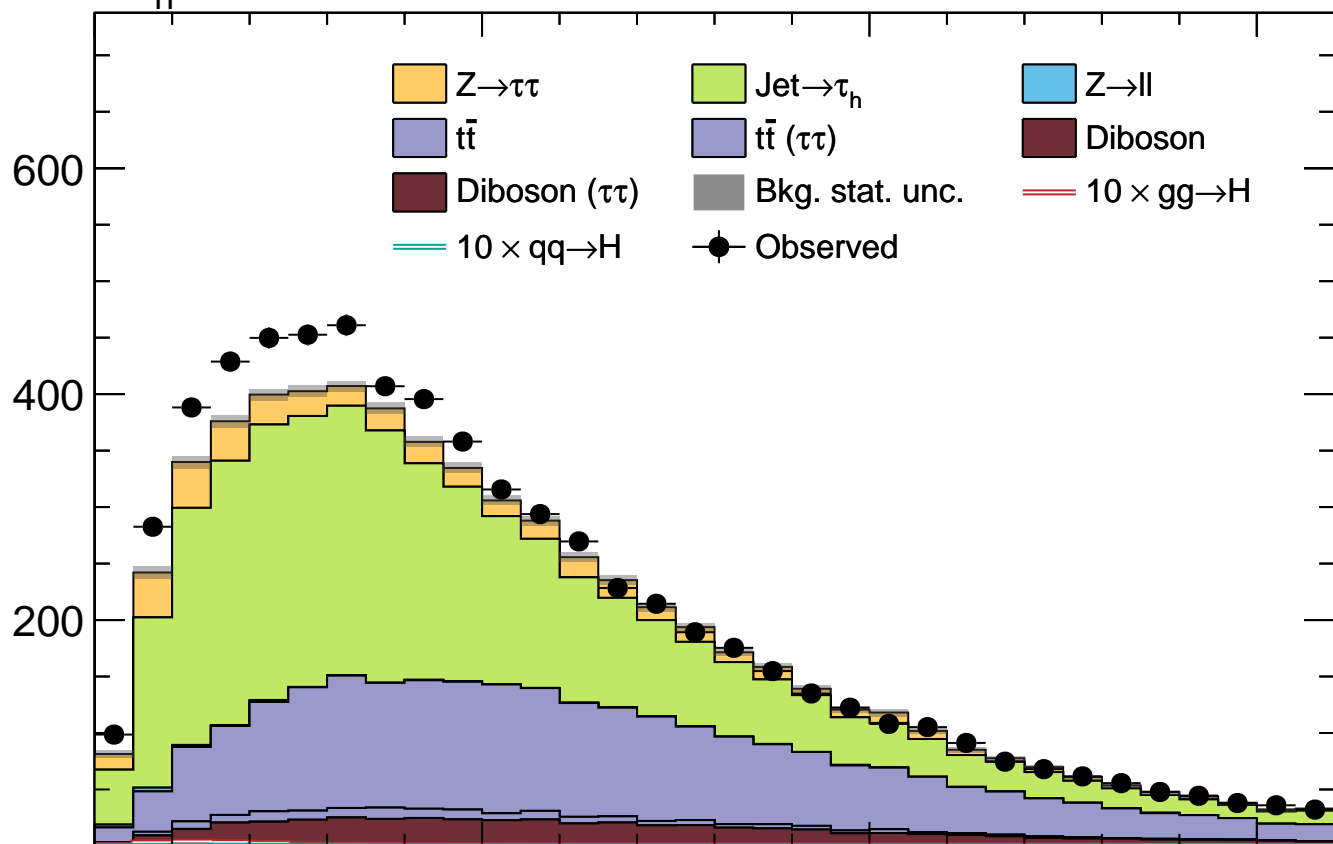 h
Z→ττ Jet→τₕ Z→ll
tt̄ tt̄ (ττ) Diboson
Diboson (ττ) Bkg. stat. unc. 10 × gg→H
10 × qq→H Observed
600
400
200